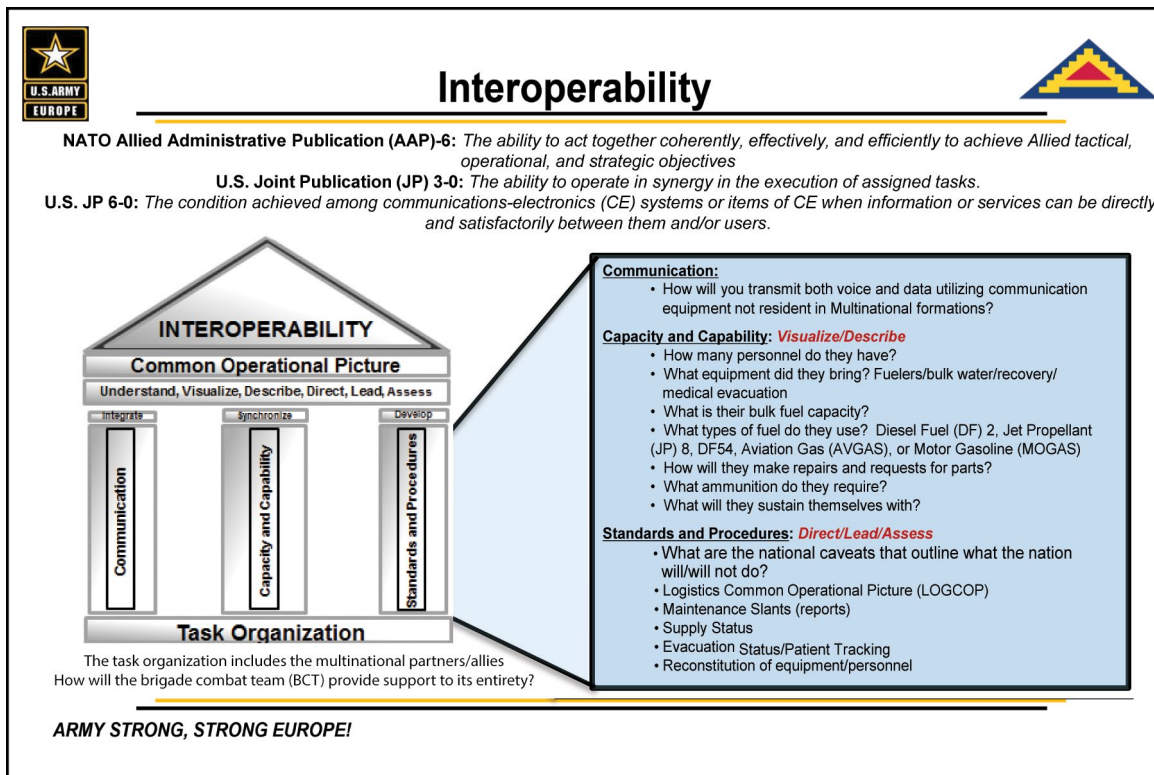 U.S.ARMY
EUROPE
Interoperability
NATO Allied Administrative Publication (AAP)-6: The ability to act together coherently, effectively, and efficiently to achieve Allied tactical,
operational, and strategic objectives
U.S. Joint Publication (JP) 3-0: The ability to operate in synergy in the execution of assigned tasks.
U.S. JP 6-0: The condition achieved among communications-electronics (CE) systems or items of CE when information or services can be directly
and satisfactorily between them and/or users.
INTEROPERABILITY
Common Operational Picture
Understand, Visualize, Describe, Direct, Lead, Assess
Integrate
Synchronize
Develop
Communication
Capacity and Capability
Standards and Procedures
Task Organization
The task organization includes the multinational partners/allies
How will the brigade combat team (BCT) provide support to its entirety?
Communication:
• How will you transmit both voice and data utilizing communication
equipment not resident in Multinational formations?
Capacity and Capability: Visualize/Describe
• How many personnel do they have?
• What equipment did they bring? Fuelers/bulk water/recovery/
medical evacuation
• What is their bulk fuel capacity?
• What types of fuel do they use? Diesel Fuel (DF) 2, Jet Propellant
(JP) 8, DF54, Aviation Gas (AVGAS), or Motor Gasoline (MOGAS)
• How will they make repairs and requests for parts?
• What ammunition do they require?
• What will they sustain themselves with?
Standards and Procedures: Direct/Lead/Assess
• What are the national caveats that outline what the nation
will/will not do?
• Logistics Common Operational Picture (LOGCOP)
• Maintenance Slants (reports)
• Supply Status
• Evacuation Status/Patient Tracking
• Reconstitution of equipment/personnel
ARMY STRONG, STRONG EUROPE!